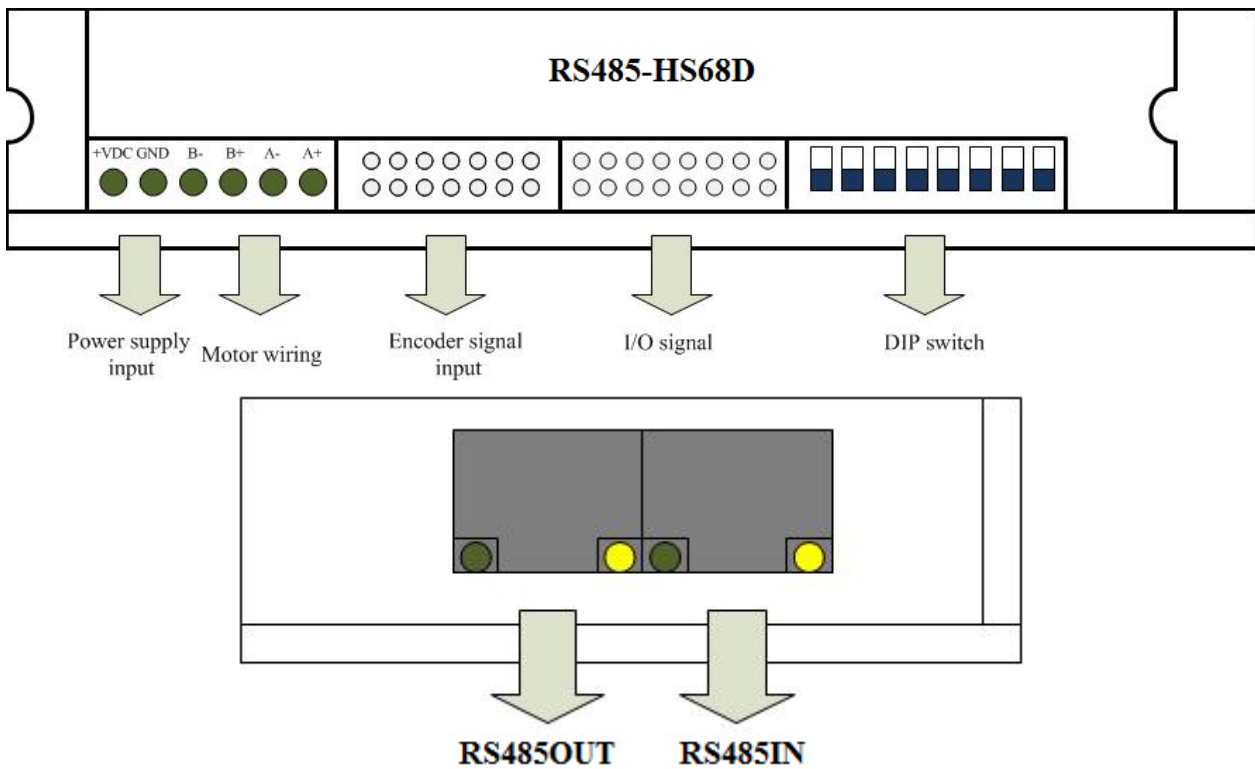 RS485-HS68D
+VDC GND B- B+ A- A+
Power supply
input
Motor wiring
Encoder signal
input
I/O signal
DIP switch
RS485OUT RS485IN